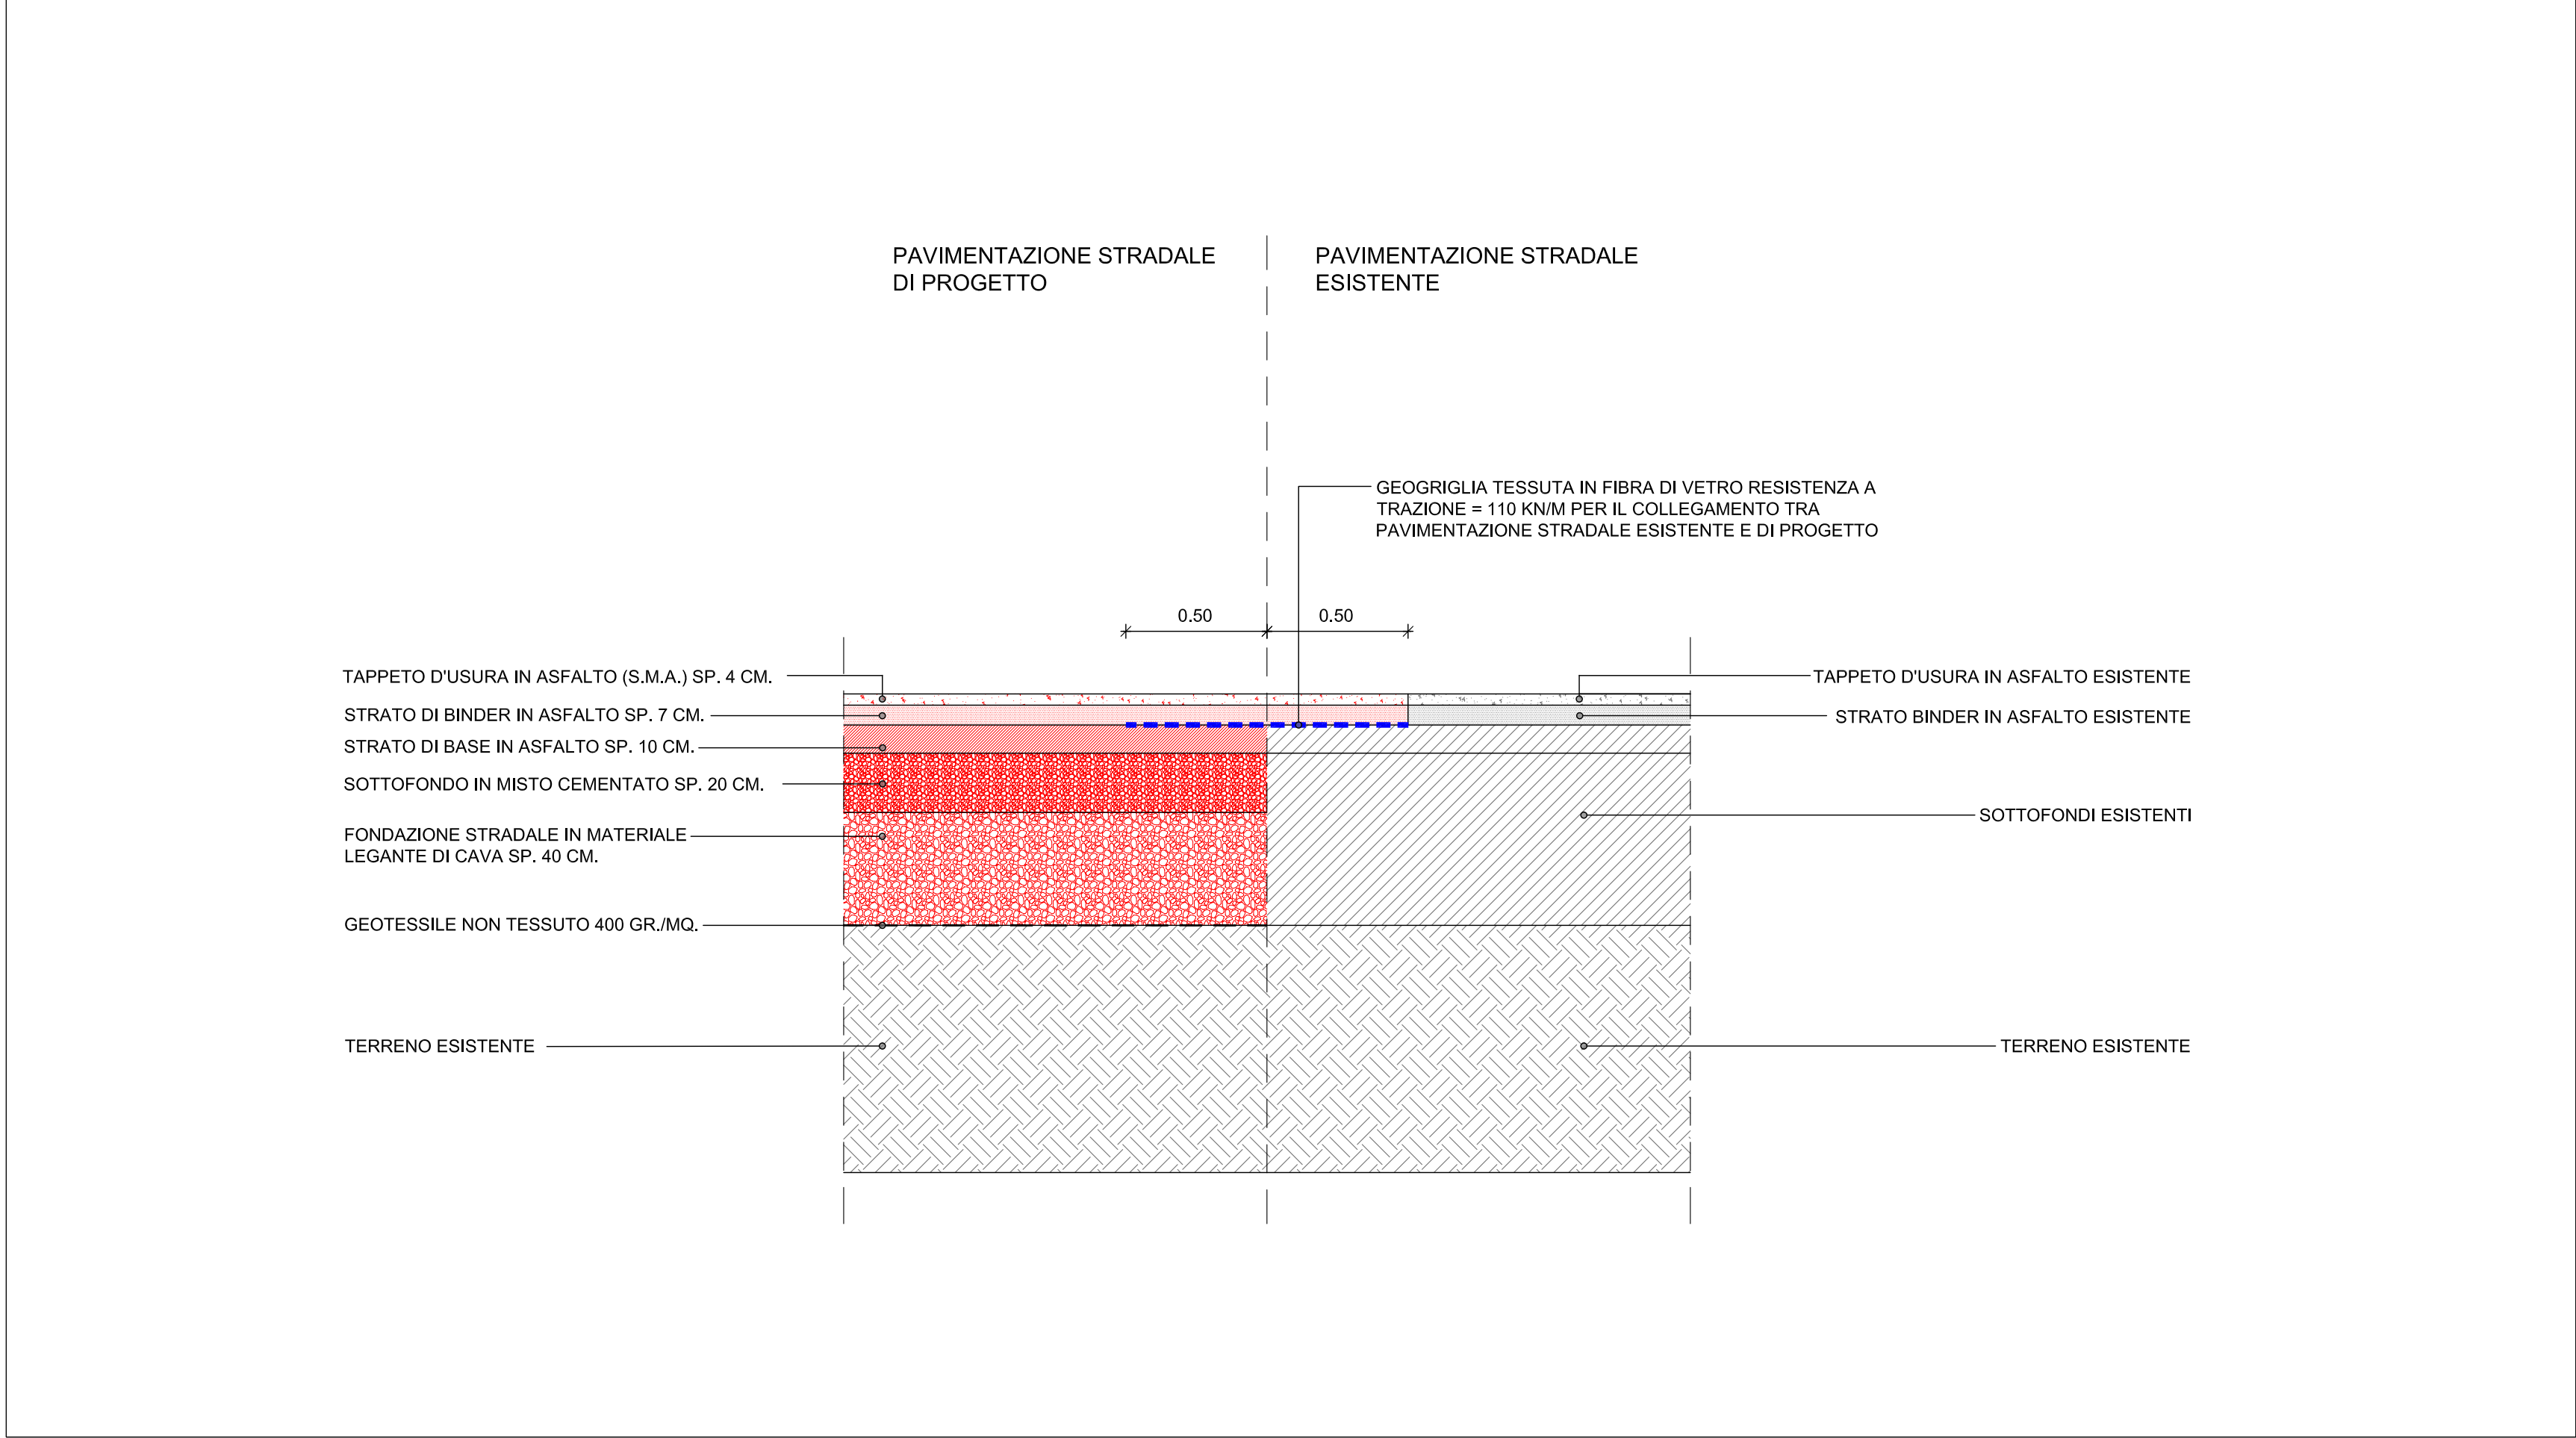 PAVIMENTAZIONE STRADALE
DI PROGETTO
PAVIMENTAZIONE STRADALE
ESISTENTE
GEOGRIGLIA TESSUTA IN FIBRA DI VETRO RESISTENZA A
TRAZIONE = 110 KN/M PER IL COLLEGAMENTO TRA
PAVIMENTAZIONE STRADALE ESISTENTE E DI PROGETTO
0.50
0.50
TAPPETO D'USURA IN ASFALTO (S.M.A.) SP. 4 CM.
STRATO DI BINDER IN ASFALTO SP. 7 CM.
STRATO DI BASE IN ASFALTO SP. 10 CM.
SOTTOFONDO IN MISTO CEMENTATO SP. 20 CM.
FONDAZIONE STRADALE IN MATERIALE
LEGANTE DI CAVA SP. 40 CM.
GEOTESSILE NON TESSUTO 400 GR./MQ.
TERRENO ESISTENTE
TAPPETO D'USURA IN ASFALTO ESISTENTE
STRATO BINDER IN ASFALTO ESISTENTE
SOTTOFONDI ESISTENTI
TERRENO ESISTENTE